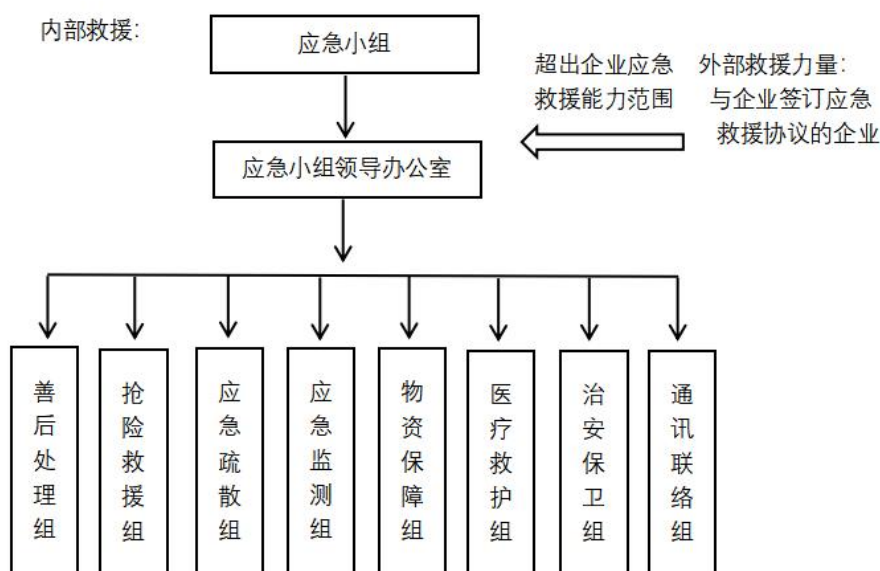 内部救援：
应急小组
超出企业应急
救援能力范围
外部救援力量：
与企业签订应急
救援协议的企业
应急小组领导办公室
善后处理组
抢险救援组
应急疏散组
应急监测组
物资保障组
医疗救护组
治安保卫组
通讯联络组